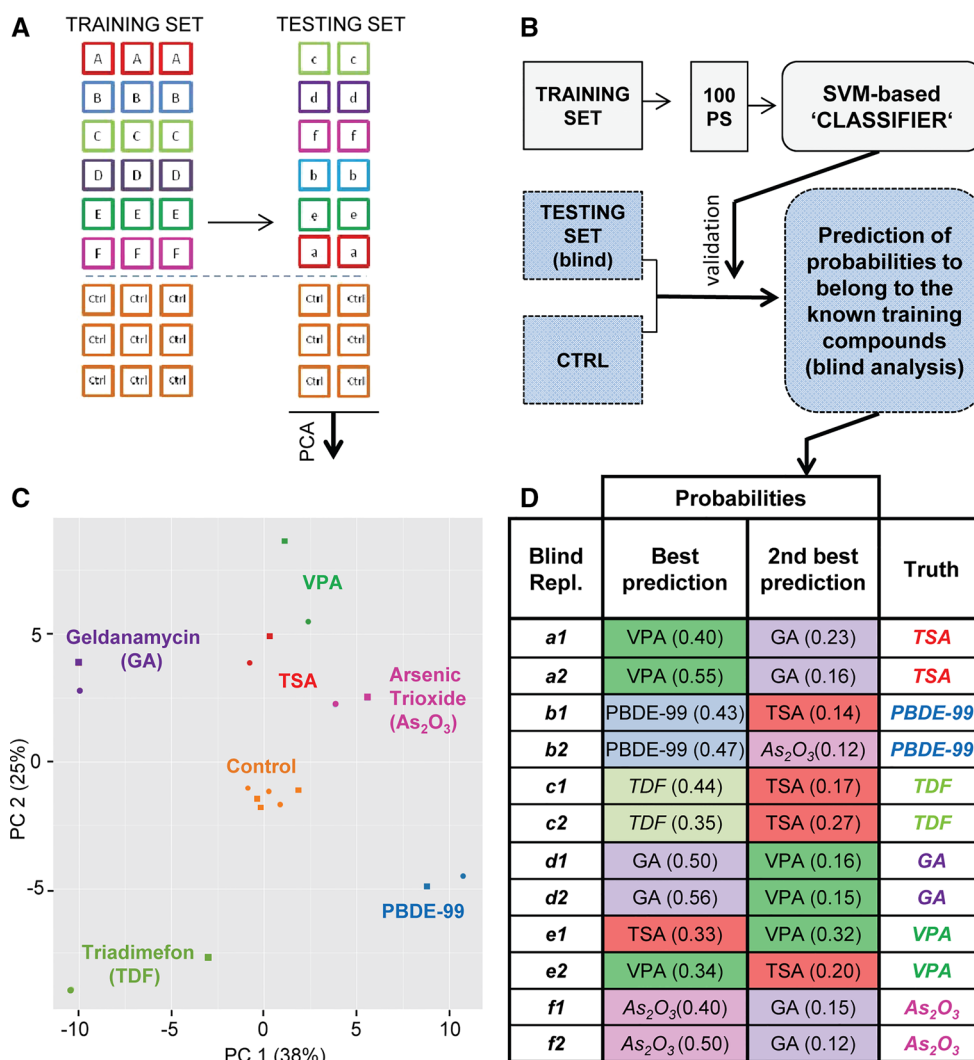 A
TRAINING SET
TESTING SET
A A A
c c
B B B
d d
C C C
f f
D D D
b b
E E E
e e
F F F
a a
Ctrl Ctrl Ctrl
Ctrl Ctrl
Ctrl Ctrl Ctrl
Ctrl Ctrl
Ctrl Ctrl Ctrl
Ctrl Ctrl
PCA
B
TRAINING
SET
100
PS
SVM-based
'CLASSIFIER'
validation
TESTING
SET
(blind)
CTRL
Prediction of
probabilities to
belong to the
known training
compounds
(blind analysis)
C
PC 2 (25%)
5
0
-5
-10
-5
0
5
10
PC 1 (38%)
VPA
Geldanamycin
(GA)
TSA
Arsenic
Trioxide
(As₂O₃)
Control
PBDE-99
Triadimefon
(TDF)
D
Probabilities
Blind
Repl.
Best
prediction
2nd best
prediction
Truth
a1 VPA (0.40) GA (0.23) TSA
a2 VPA (0.55) GA (0.16) TSA
b1 PBDE-99 (0.43) TSA (0.14) PBDE-99
b2 PBDE-99 (0.47) As₂O₃(0.12) PBDE-99
c1 TDF (0.44) TSA (0.17) TDF
c2 TDF (0.35) TSA (0.27) TDF
d1 GA (0.50) VPA (0.16) GA
d2 GA (0.56) VPA (0.15) GA
e1 TSA (0.33) VPA (0.32) VPA
e2 VPA (0.34) TSA (0.20) VPA
f1 As₂O₃(0.40) GA (0.15) As₂O₃
f2 As₂O₃(0.50) GA (0.12) As₂O₃